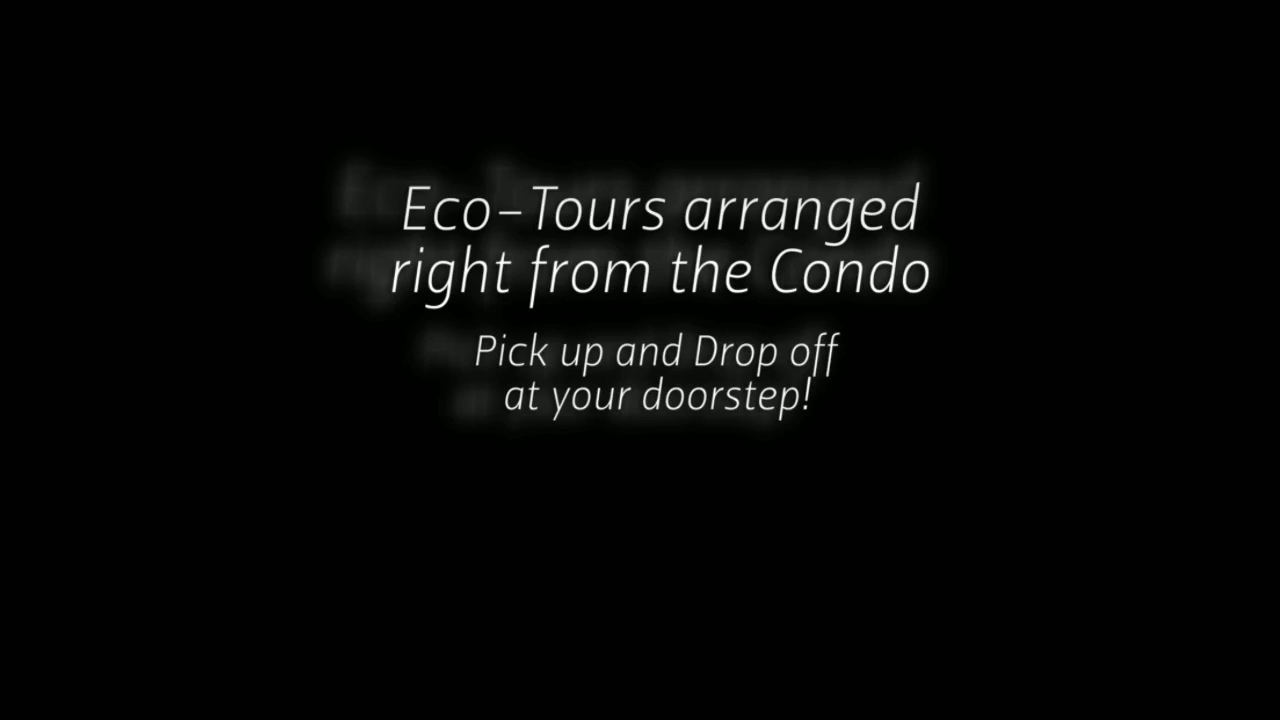 Eco-Tours arranged
right from the Condo
Pick up and Drop off
at your doorstep!